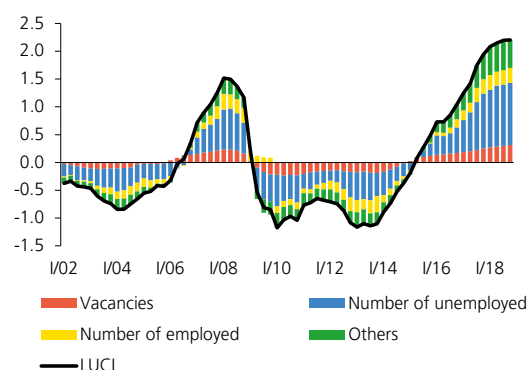 2.5
2.0
1.5
1.0
0.5
0.0
-0.5
-1.0
-1.5
I/02 I/04 I/06 I/08 I/10 I/12 I/14 I/16 I/18
Vacancies Number of unemployed
Number of employed Others
LUCI